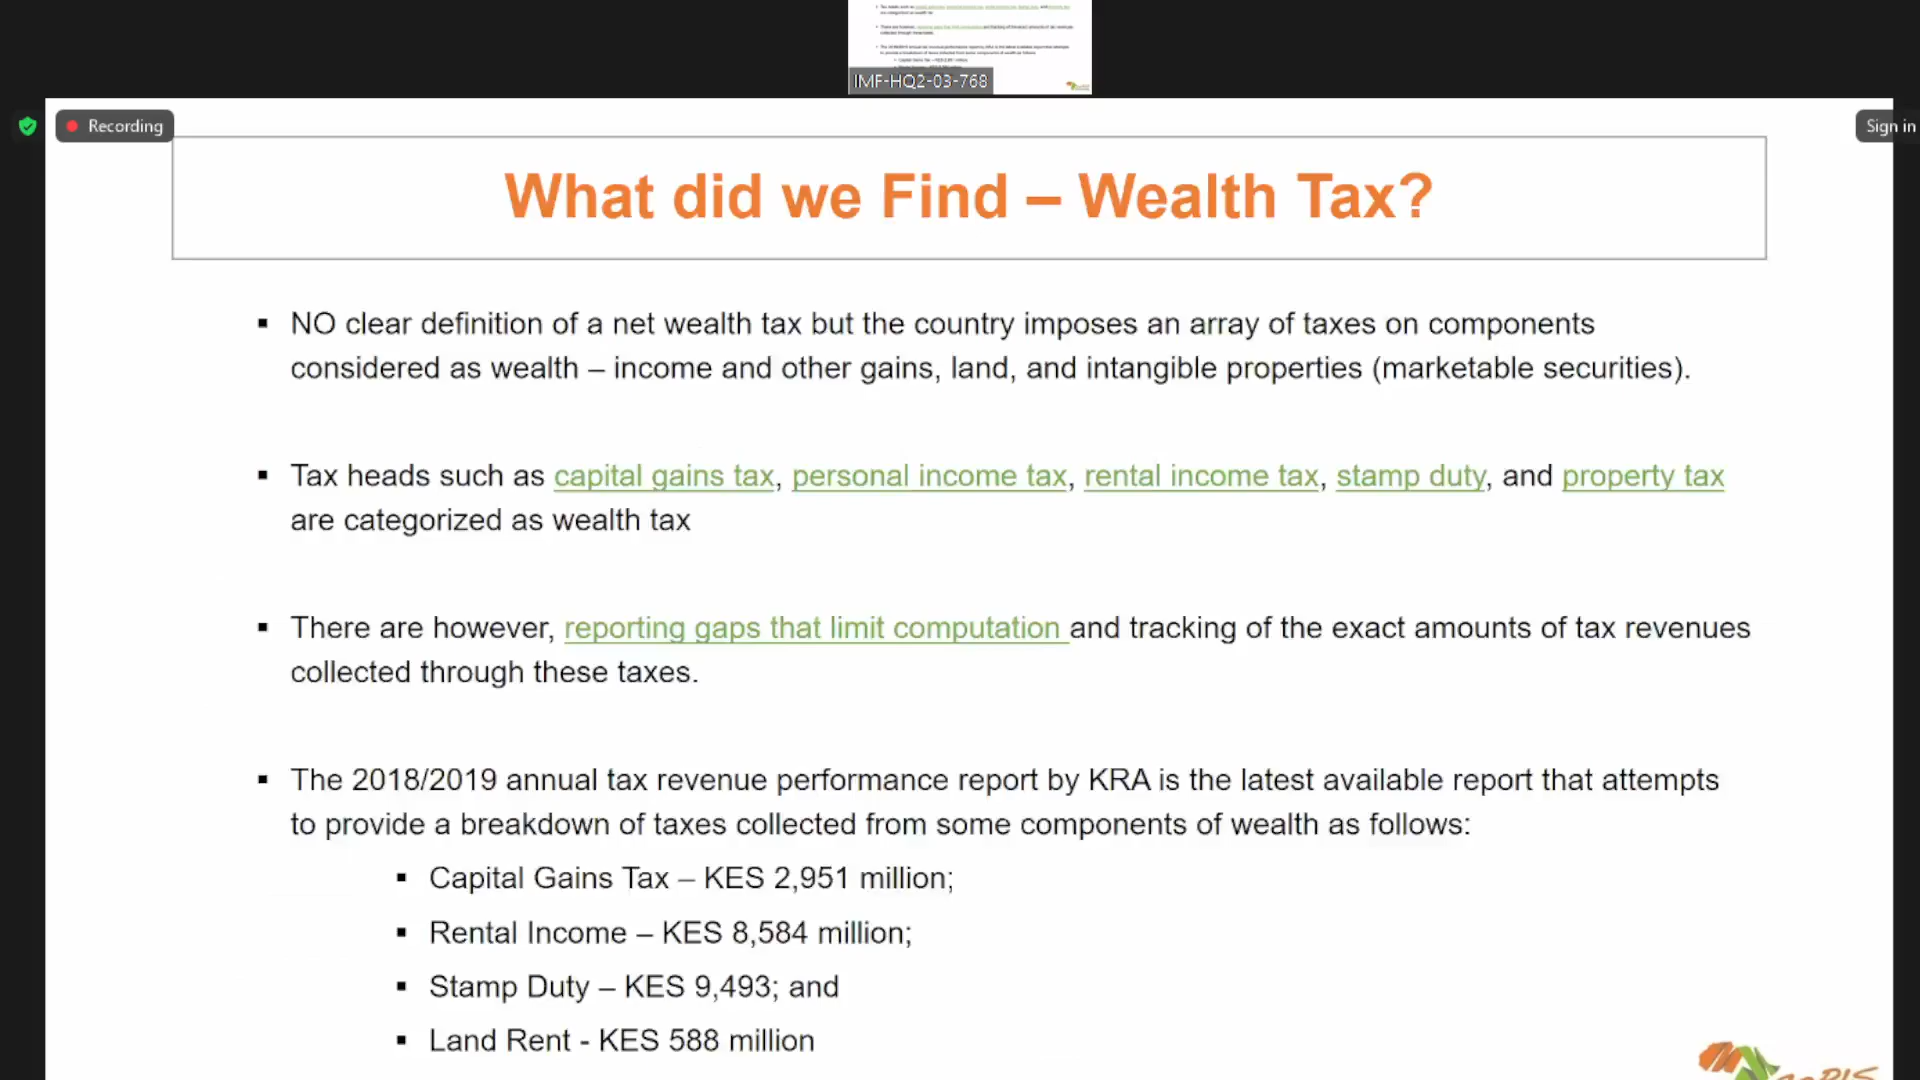 IMF-HQ2-03-768
Recording
Sign in
What did we Find – Wealth Tax?
▪ NO clear definition of a net wealth tax but the country imposes an array of taxes on components
considered as wealth – income and other gains, land, and intangible properties (marketable securities).
▪ Tax heads such as capital gains tax, personal income tax, rental income tax, stamp duty, and property tax
are categorized as wealth tax
▪ There are however, reporting gaps that limit computation and tracking of the exact amounts of tax revenues
collected through these taxes.
▪ The 2018/2019 annual tax revenue performance report by KRA is the latest available report that attempts
to provide a breakdown of taxes collected from some components of wealth as follows:
▪ Capital Gains Tax – KES 2,951 million;
▪ Rental Income – KES 8,584 million;
▪ Stamp Duty – KES 9,493; and
▪ Land Rent - KES 588 million